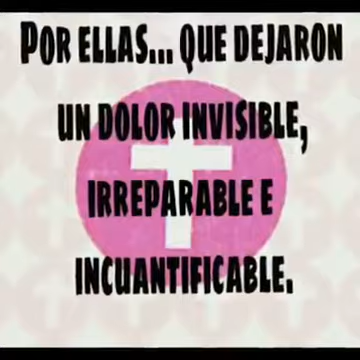 POR ELLAS... QUE DEJARON
UN DOLOR INVISIBLE,
IRREPARABLE E
INCUANTIFICABLE.